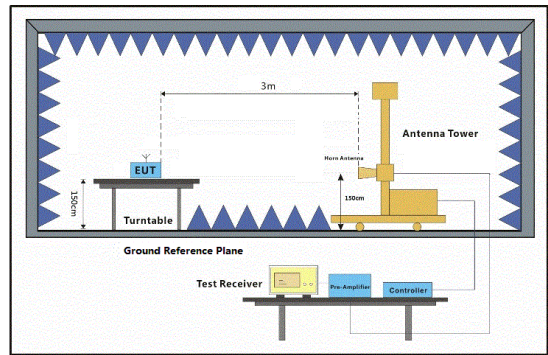 3m
Antenna Tower
Horn Antenna
EUT
150cm
150cm
Turntable
Ground Reference Plane
Test Receiver
Pre-Amplifier
Controller